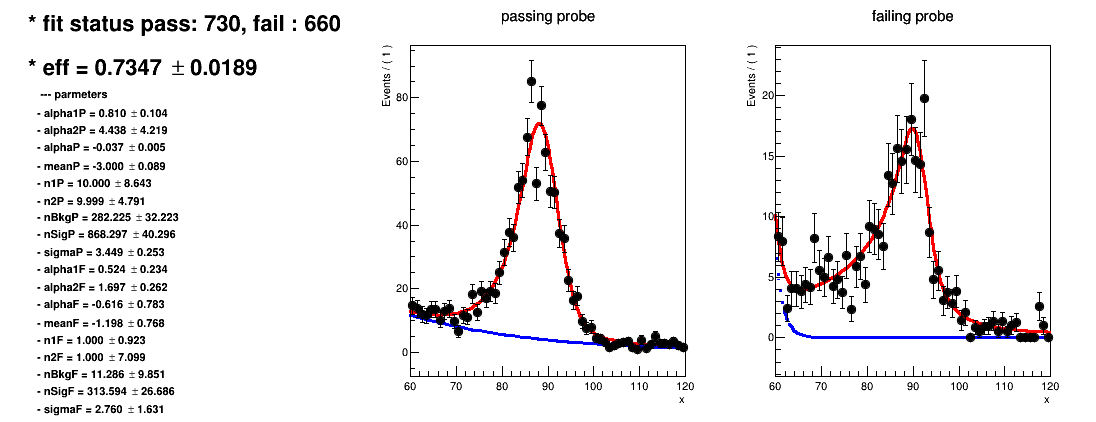 * fit status pass: 730, fail : 660
* eff = 0.7347 ± 0.0189
--- parmeters
- alpha1P = 0.810 ± 0.104
- alpha2P = 4.438 ± 4.219
- alphaP = -0.037 ± 0.005
- meanP = -3.000 ± 0.089
- n1P = 10.000 ± 8.643
- n2P = 9.999 ± 4.791
- nBkgP = 282.225 ± 32.223
- nSigP = 868.297 ± 40.296
- sigmaP = 3.449 ± 0.253
- alpha1F = 0.524 ± 0.234
- alpha2F = 1.697 ± 0.262
- alphaF = -0.616 ± 0.783
- meanF = -1.198 ± 0.768
- n1F = 1.000 ± 0.923
- n2F = 1.000 ± 7.099
- nBkgF = 11.286 ± 9.851
- nSigF = 313.594 ± 26.686
- sigmaF = 2.760 ± 1.631
passing probe
Events / ( 1 )
80
60
40
20
0
60 70 80 90 100 110 120
x
failing probe
Events / ( 1 )
20
15
10
5
0
60 70 80 90 100 110 120
x